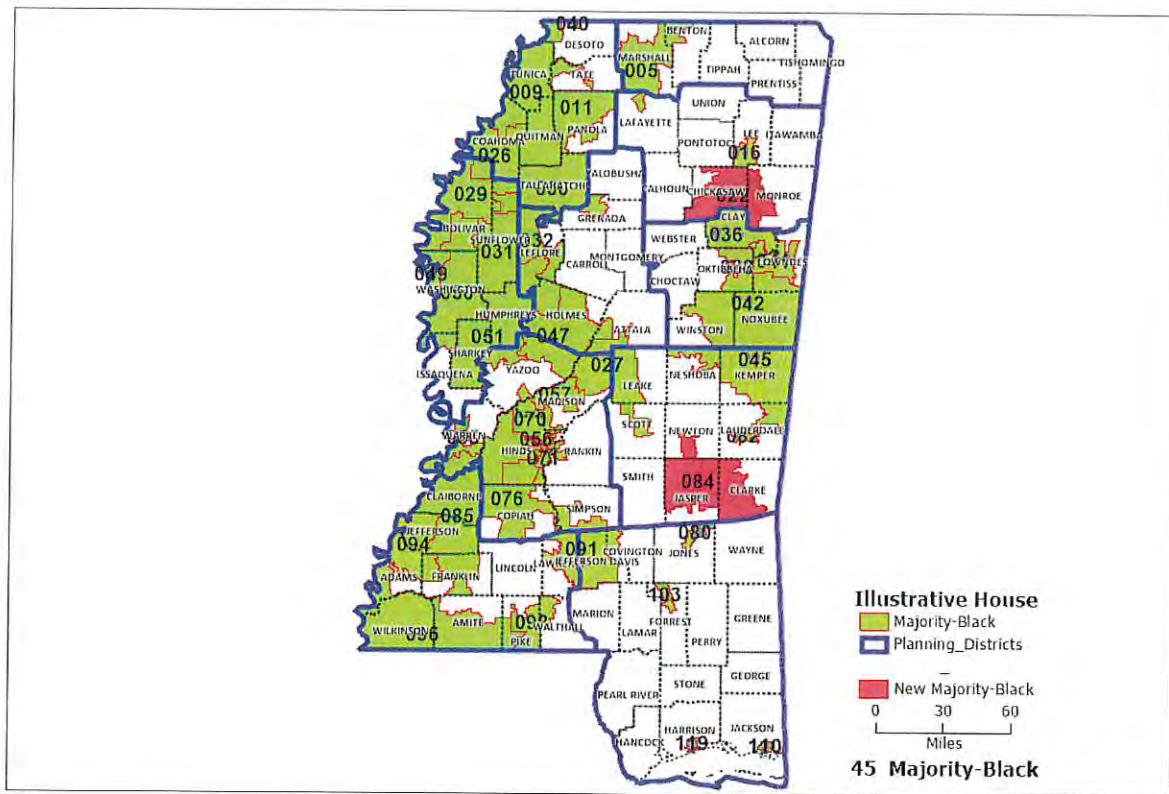 040
DESOTO
BENTON
ALCORN
MARSHALL
005
TIPPAH
TISHOMINGO
PRENTISS
TUNICA
TATE
009
011
PANOLA
UNION
LAFAYETTE
COAHOMA
QUITMAN
026
PONTOTOC
LEE
016
ITAWAMBA
029
TALLAHATCHIE
YALOBUSHA
CALHOUN
CHICKASAW
022
MONROE
BOLIVAR
SUNFLOWER
GRENADA
CLAY
036
032
LEFLORE
WEBSTER
031
CARROLL
MONTGOMERY
OKTIBBEHA
LOWNDES
049
WASHINGTON
CHOCTAW
042
HUMPHREYS
HOLMES
NOXUBEE
WINSTON
ATTALA
051
047
SHARKEY
027
045
KEMPER
ISSAQUENA
YAZOO
LEAKE
NESHOBA
057
MADISON
070
SCOTT
NEWTON
LAUDERDALE
WARREN
HINDS
RANKIN
SMITH
084
JASPER
CLARKE
CLAIBORNE
076
085
COPIAH
SIMPSON
JEFFERSON
094
091
COVINGTON
080
JONES
WAYNE
LINCOLN
JEFFERSON DAVIS
ADAMS
FRANKLIN
103
MARION
FORREST
GREENE
WILKINSON
096
AMITE
PIKE
WALTHALL
LAMAR
PERRY
GEORGE
PEARL RIVER
STONE
HARRISON
JACKSON
HANCOCK
119
110
Illustrative House
Majority-Black
Planning_Districts
New Majority-Black
0 30 60
Miles
45 Majority-Black